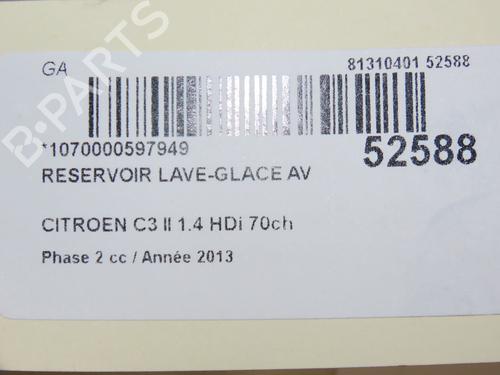 GA
81310401 52588
*1070000597949
52588
RESERVOIR LAVE-GLACE AV
CITROEN C3 II 1.4 HDi 70ch
Phase 2 cc / Année 2013
B-PARTS